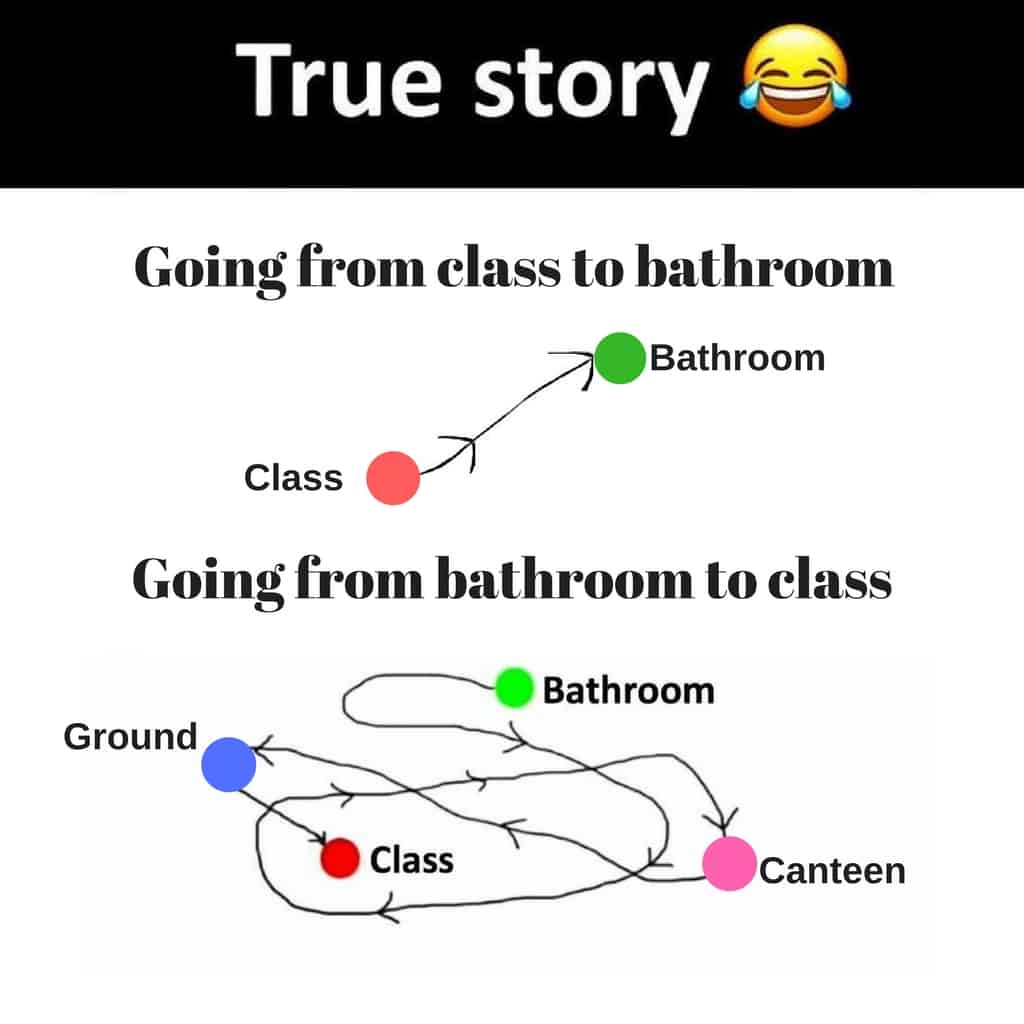 True story 😂
Going from class to bathroom
Bathroom
Class
Going from bathroom to class
Bathroom
Ground
Class
Canteen